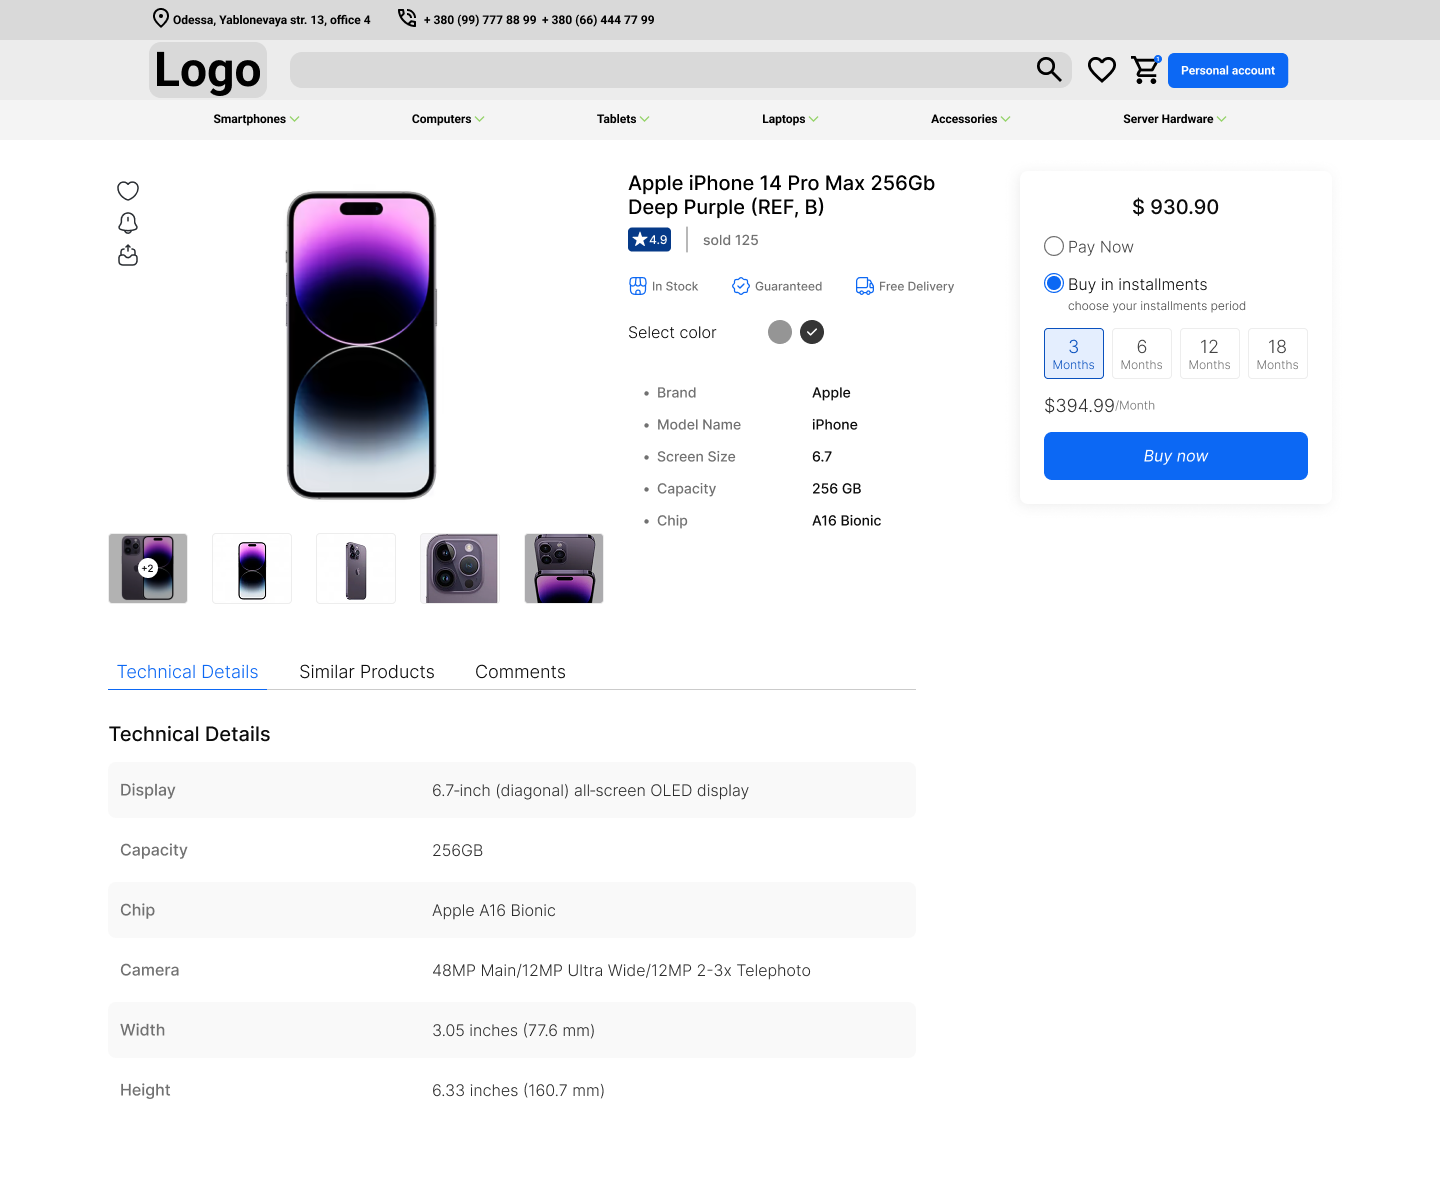 Odessa, Yablonevaya str. 13, office 4
+ 380 (99) 777 88 99 + 380 (66) 444 77 99
Logo
1
Personal account
Smartphones
Computers
Tablets
Laptops
Accessories
Server Hardware
Apple iPhone 14 Pro Max 256Gb
Deep Purple (REF, B)
4.9
sold 125
In Stock
Guaranteed
Free Delivery
Select color
• Brand Apple
• Model Name iPhone
• Screen Size 6.7
• Capacity 256 GB
• Chip A16 Bionic
$ 930.90
Pay Now
Buy in installments
choose your installments period
3 Months
6 Months
12 Months
18 Months
$394.99/Month
Buy now
+2
Technical Details
Similar Products
Comments
Technical Details
Display 6.7-inch (diagonal) all-screen OLED display
Capacity 256GB
Chip Apple A16 Bionic
Camera 48MP Main/12MP Ultra Wide/12MP 2-3x Telephoto
Width 3.05 inches (77.6 mm)
Height 6.33 inches (160.7 mm)